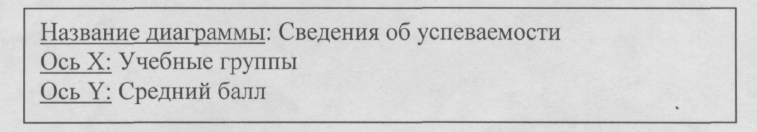 Название диаграммы: Сведения об успеваемости
Ось X: Учебные группы
Ось Y: Средний балл